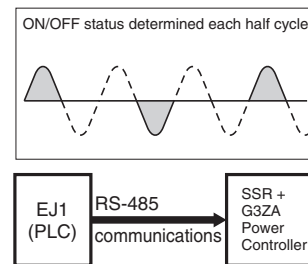 ON/OFF status determined each half cycle
EJ1
(PLC)
RS-485
communications
SSR +
G3ZA
Power
Controller